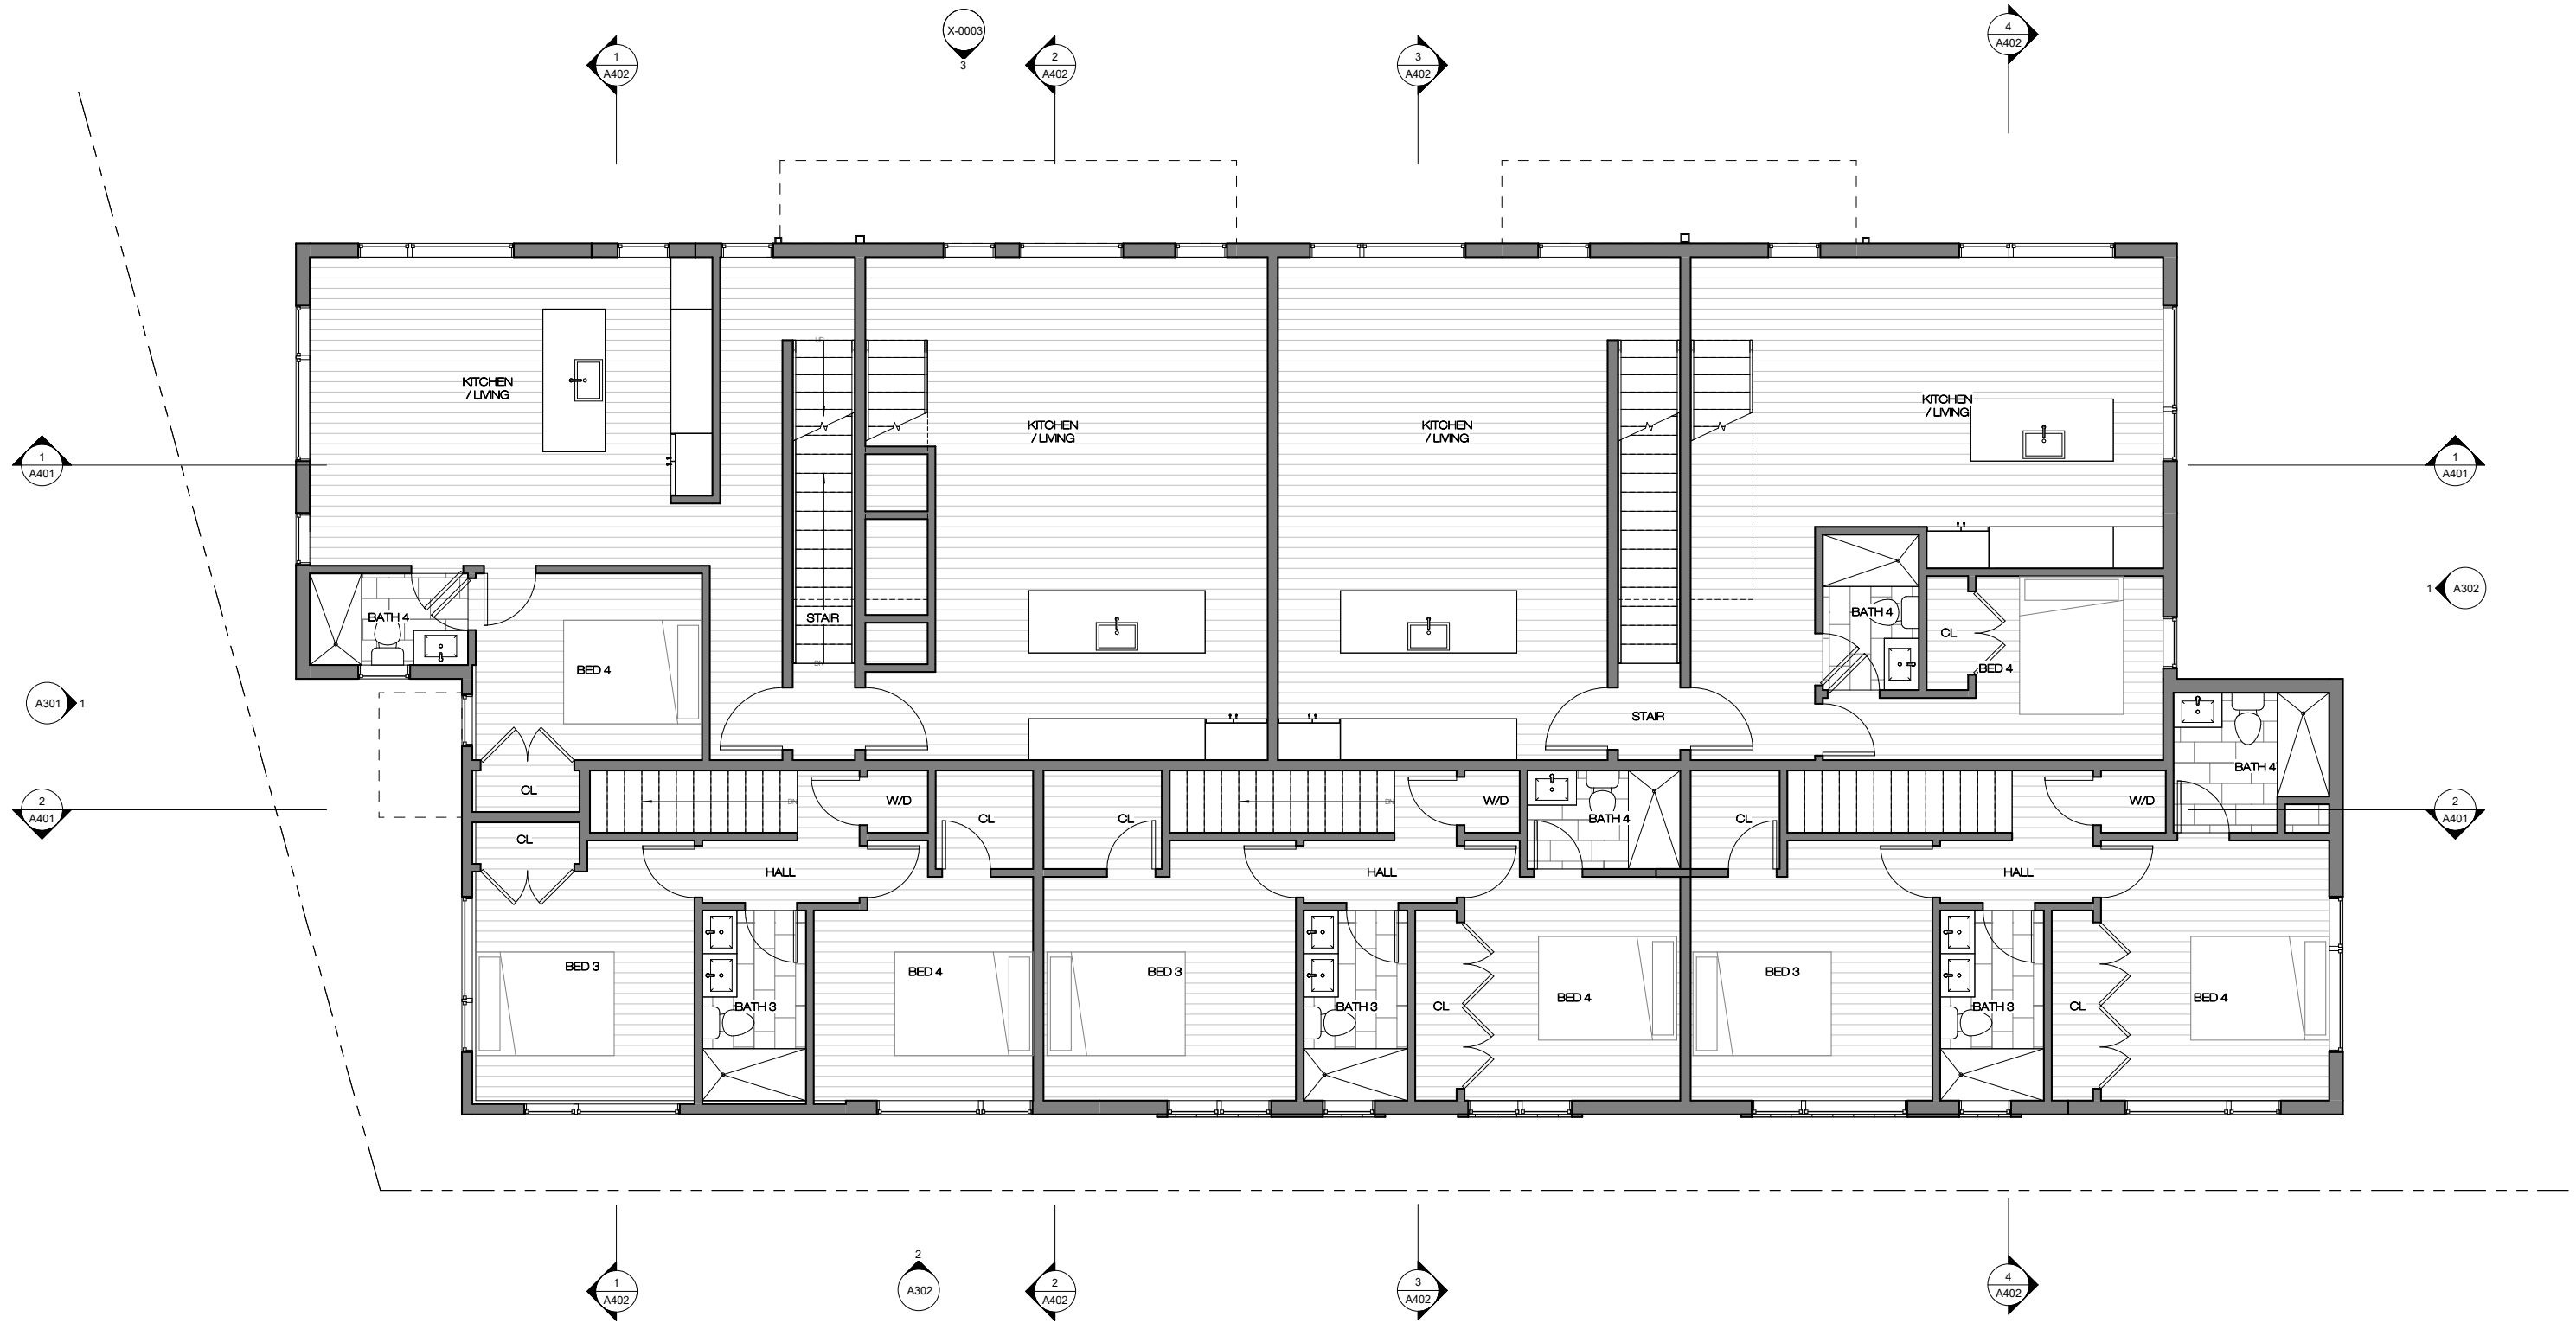 4
A402
X-0003
3
1
A402
2
A402
3
A402
KITCHEN
/ LIVING
KITCHEN
/ LIVING
KITCHEN
/ LIVING
KITCHEN
/ LIVING
UP
1
A401
1
A401
1
A302
BATH 4
STAIR
BATH 4
CL
BED 4
BED 4
DN
A301
1
STAIR
BATH 4
CL
W/D
DN
W/D
DN
W/D
2
A401
CL
CL
BATH 4
CL
2
A401
CL
HALL
HALL
HALL
BED 3
BED 4
BED 3
BED 3
BED 4
BED 4
BATH 3
BATH 3
CL
BATH 3
CL
2
A302
1
A402
2
A402
3
A402
4
A402